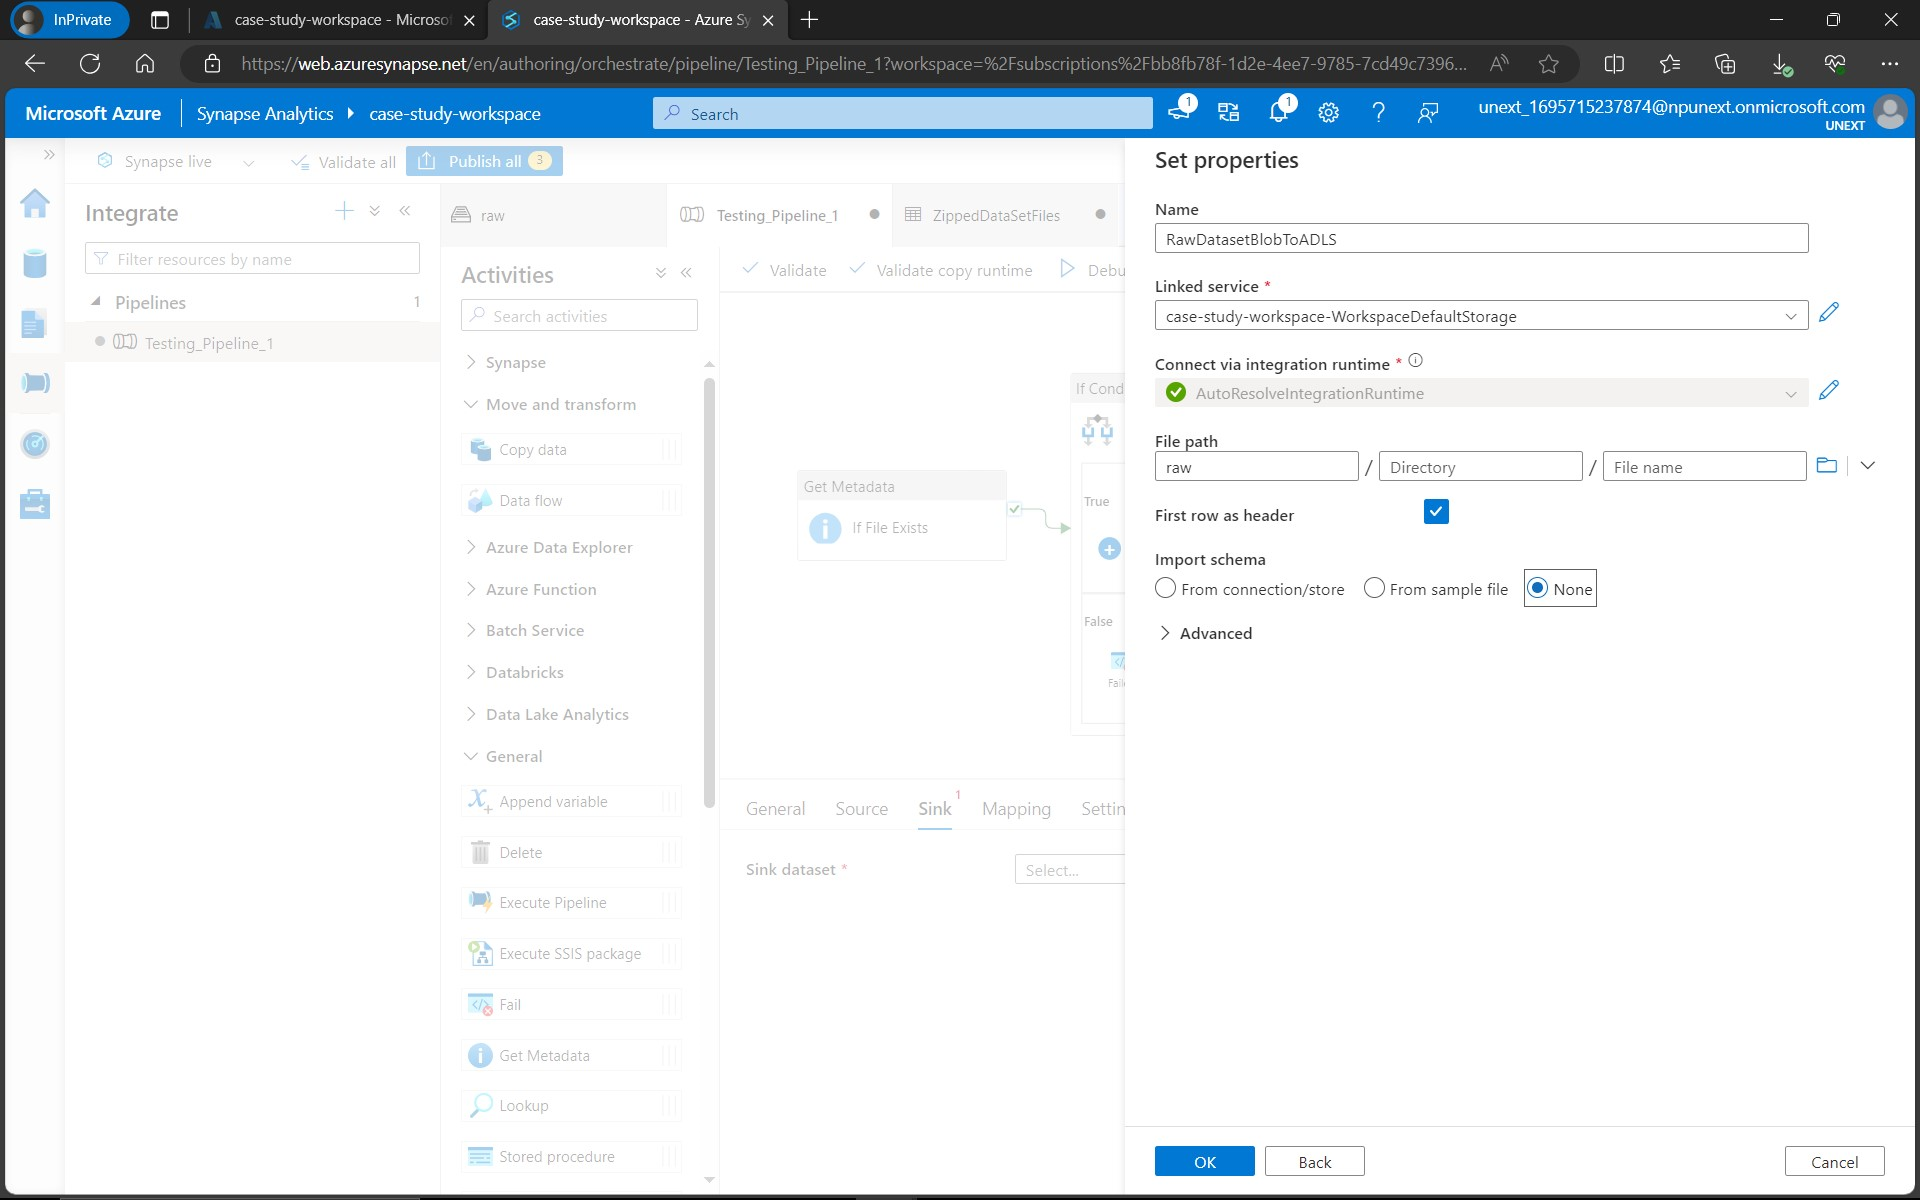 InPrivate
case-study-workspace - Microso
case-study-workspace - Azure Sy
https://web.azuresynapse.net/en/authoring/orchestrate/pipeline/Testing_Pipeline_1?workspace=%2Fsubscriptions%2Fbb8fb78f-1d2e-4ee7-9785-7cd49c7396...
Microsoft Azure
Synapse Analytics
case-study-workspace
Search
1
1
unext_1695715237874@npunext.onmicrosoft.com
UNEXT
Synapse live
Validate all
Publish all 3
Integrate
Filter resources by name
Pipelines 1
Testing_Pipeline_1
raw
Testing_Pipeline_1
ZippedDataSetFiles
Activities
Search activities
Synapse
Move and transform
Copy data
Data flow
Azure Data Explorer
Azure Function
Batch Service
Databricks
Data Lake Analytics
General
Append variable
Delete
Execute Pipeline
Execute SSIS package
Fail
Get Metadata
Lookup
Stored procedure
Validate
Validate copy runtime
Debu
Get Metadata
If File Exists
If Cond
True
False
Fail
General
Source
Sink 1
Mapping
Settin
Sink dataset *
Select...
Set properties
Name
RawDatasetBlobToADLS
Linked service *
case-study-workspace-WorkspaceDefaultStorage
Connect via integration runtime *
AutoResolveIntegrationRuntime
File path
raw / Directory / File name
First row as header
Import schema
From connection/store
From sample file
None
Advanced
OK
Back
Cancel